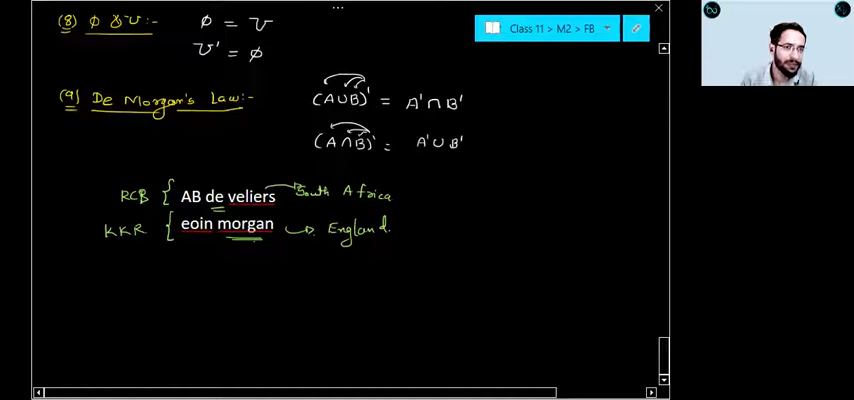 (8) φ & U :- φ = U
U' = φ
Class 11 > M2 > FB
(9) De Morgan's Law:- (A∪B)' = A'∩B'
(A∩B)' = A'∪B'
RCB { AB de veliers → South Africa
KKR { eoin morgan → England.